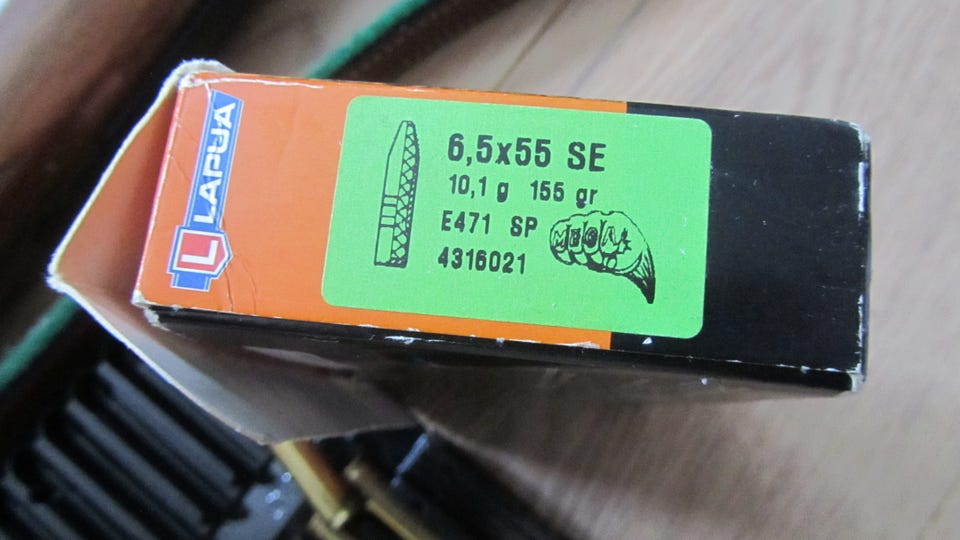 L LAPUA
6,5x55 SE
10,1 g 155 gr
E471 SP
4316021
MEGA